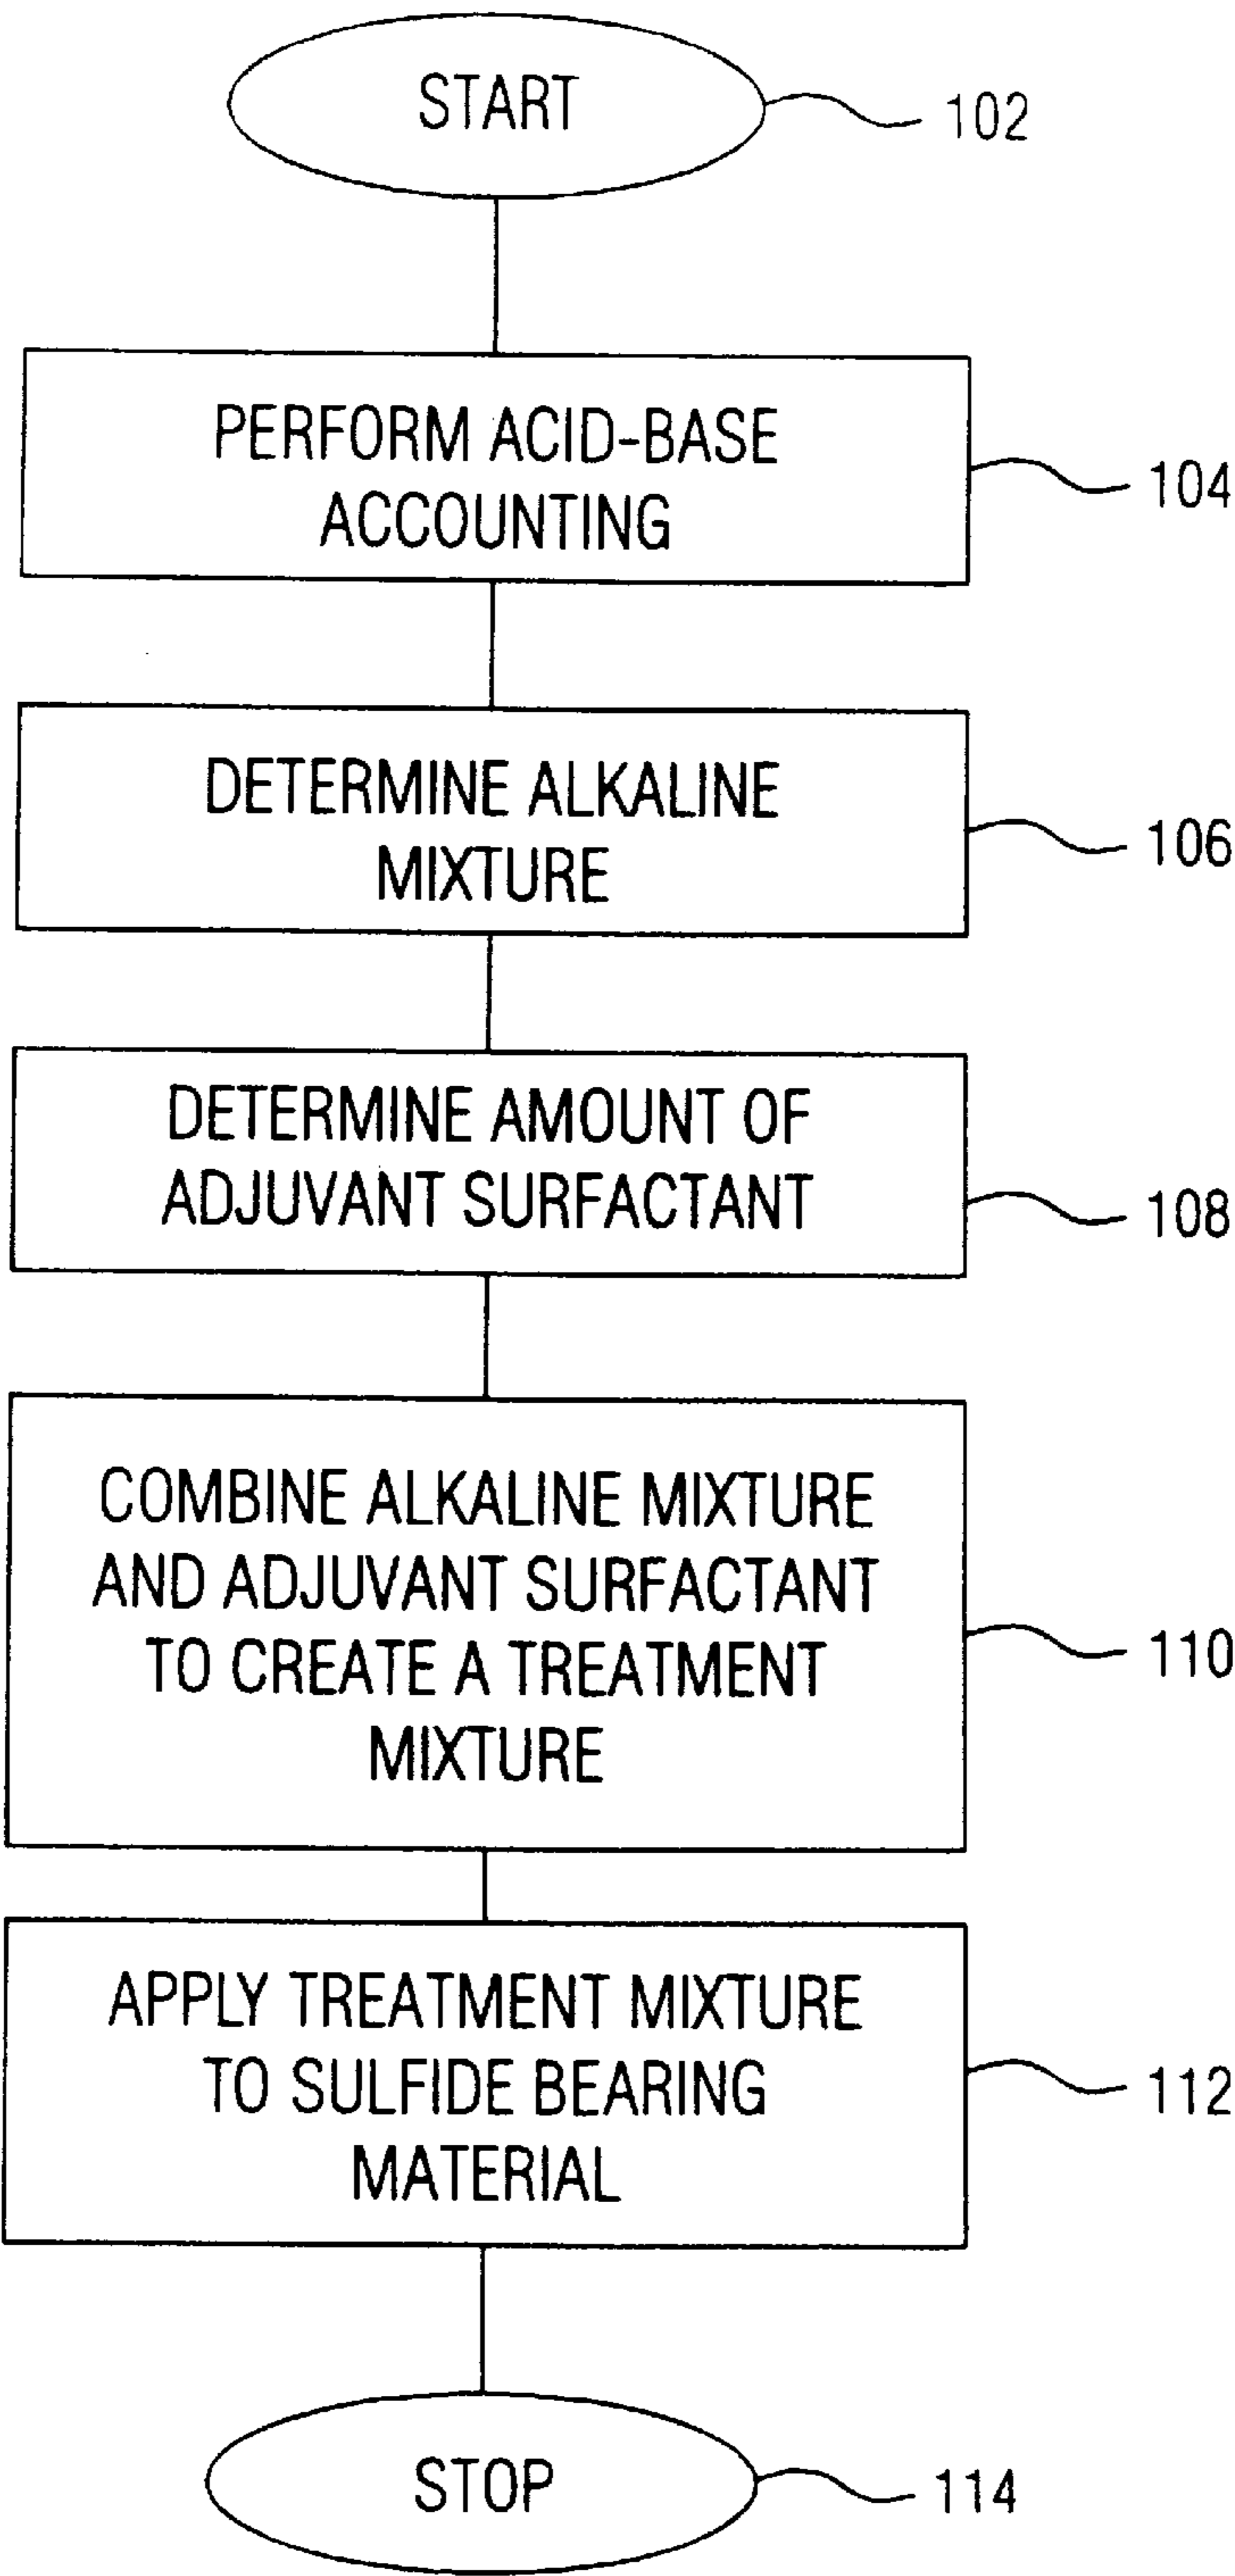 START
102
PERFORM ACID-BASE
ACCOUNTING
104
DETERMINE ALKALINE
MIXTURE
106
DETERMINE AMOUNT OF
ADJUVANT SURFACTANT
108
COMBINE ALKALINE MIXTURE
AND ADJUVANT SURFACTANT
TO CREATE A TREATMENT
MIXTURE
110
APPLY TREATMENT MIXTURE
TO SULFIDE BEARING
MATERIAL
112
STOP
114